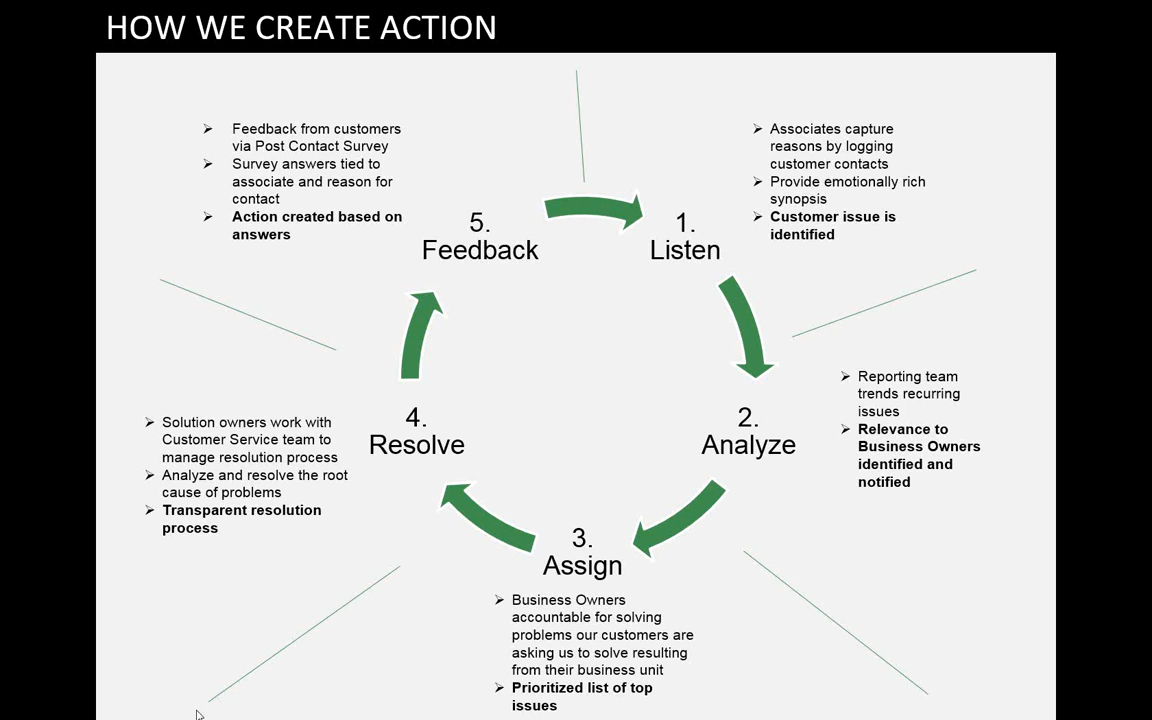 HOW WE CREATE ACTION
Feedback from customers
via Post Contact Survey
Survey answers tied to
associate and reason for
contact
Action created based on
answers
5.
Feedback
1.
Listen
Associates capture
reasons by logging
customer contacts
Provide emotionally rich
synopsis
Customer issue is
identified
2.
Analyze
Reporting team
trends recurring
issues
Relevance to
Business Owners
identified and
notified
3.
Assign
Business Owners
accountable for solving
problems our customers are
asking us to solve resulting
from their business unit
Prioritized list of top
issues
4.
Resolve
Solution owners work with
Customer Service team to
manage resolution process
Analyze and resolve the root
cause of problems
Transparent resolution
process